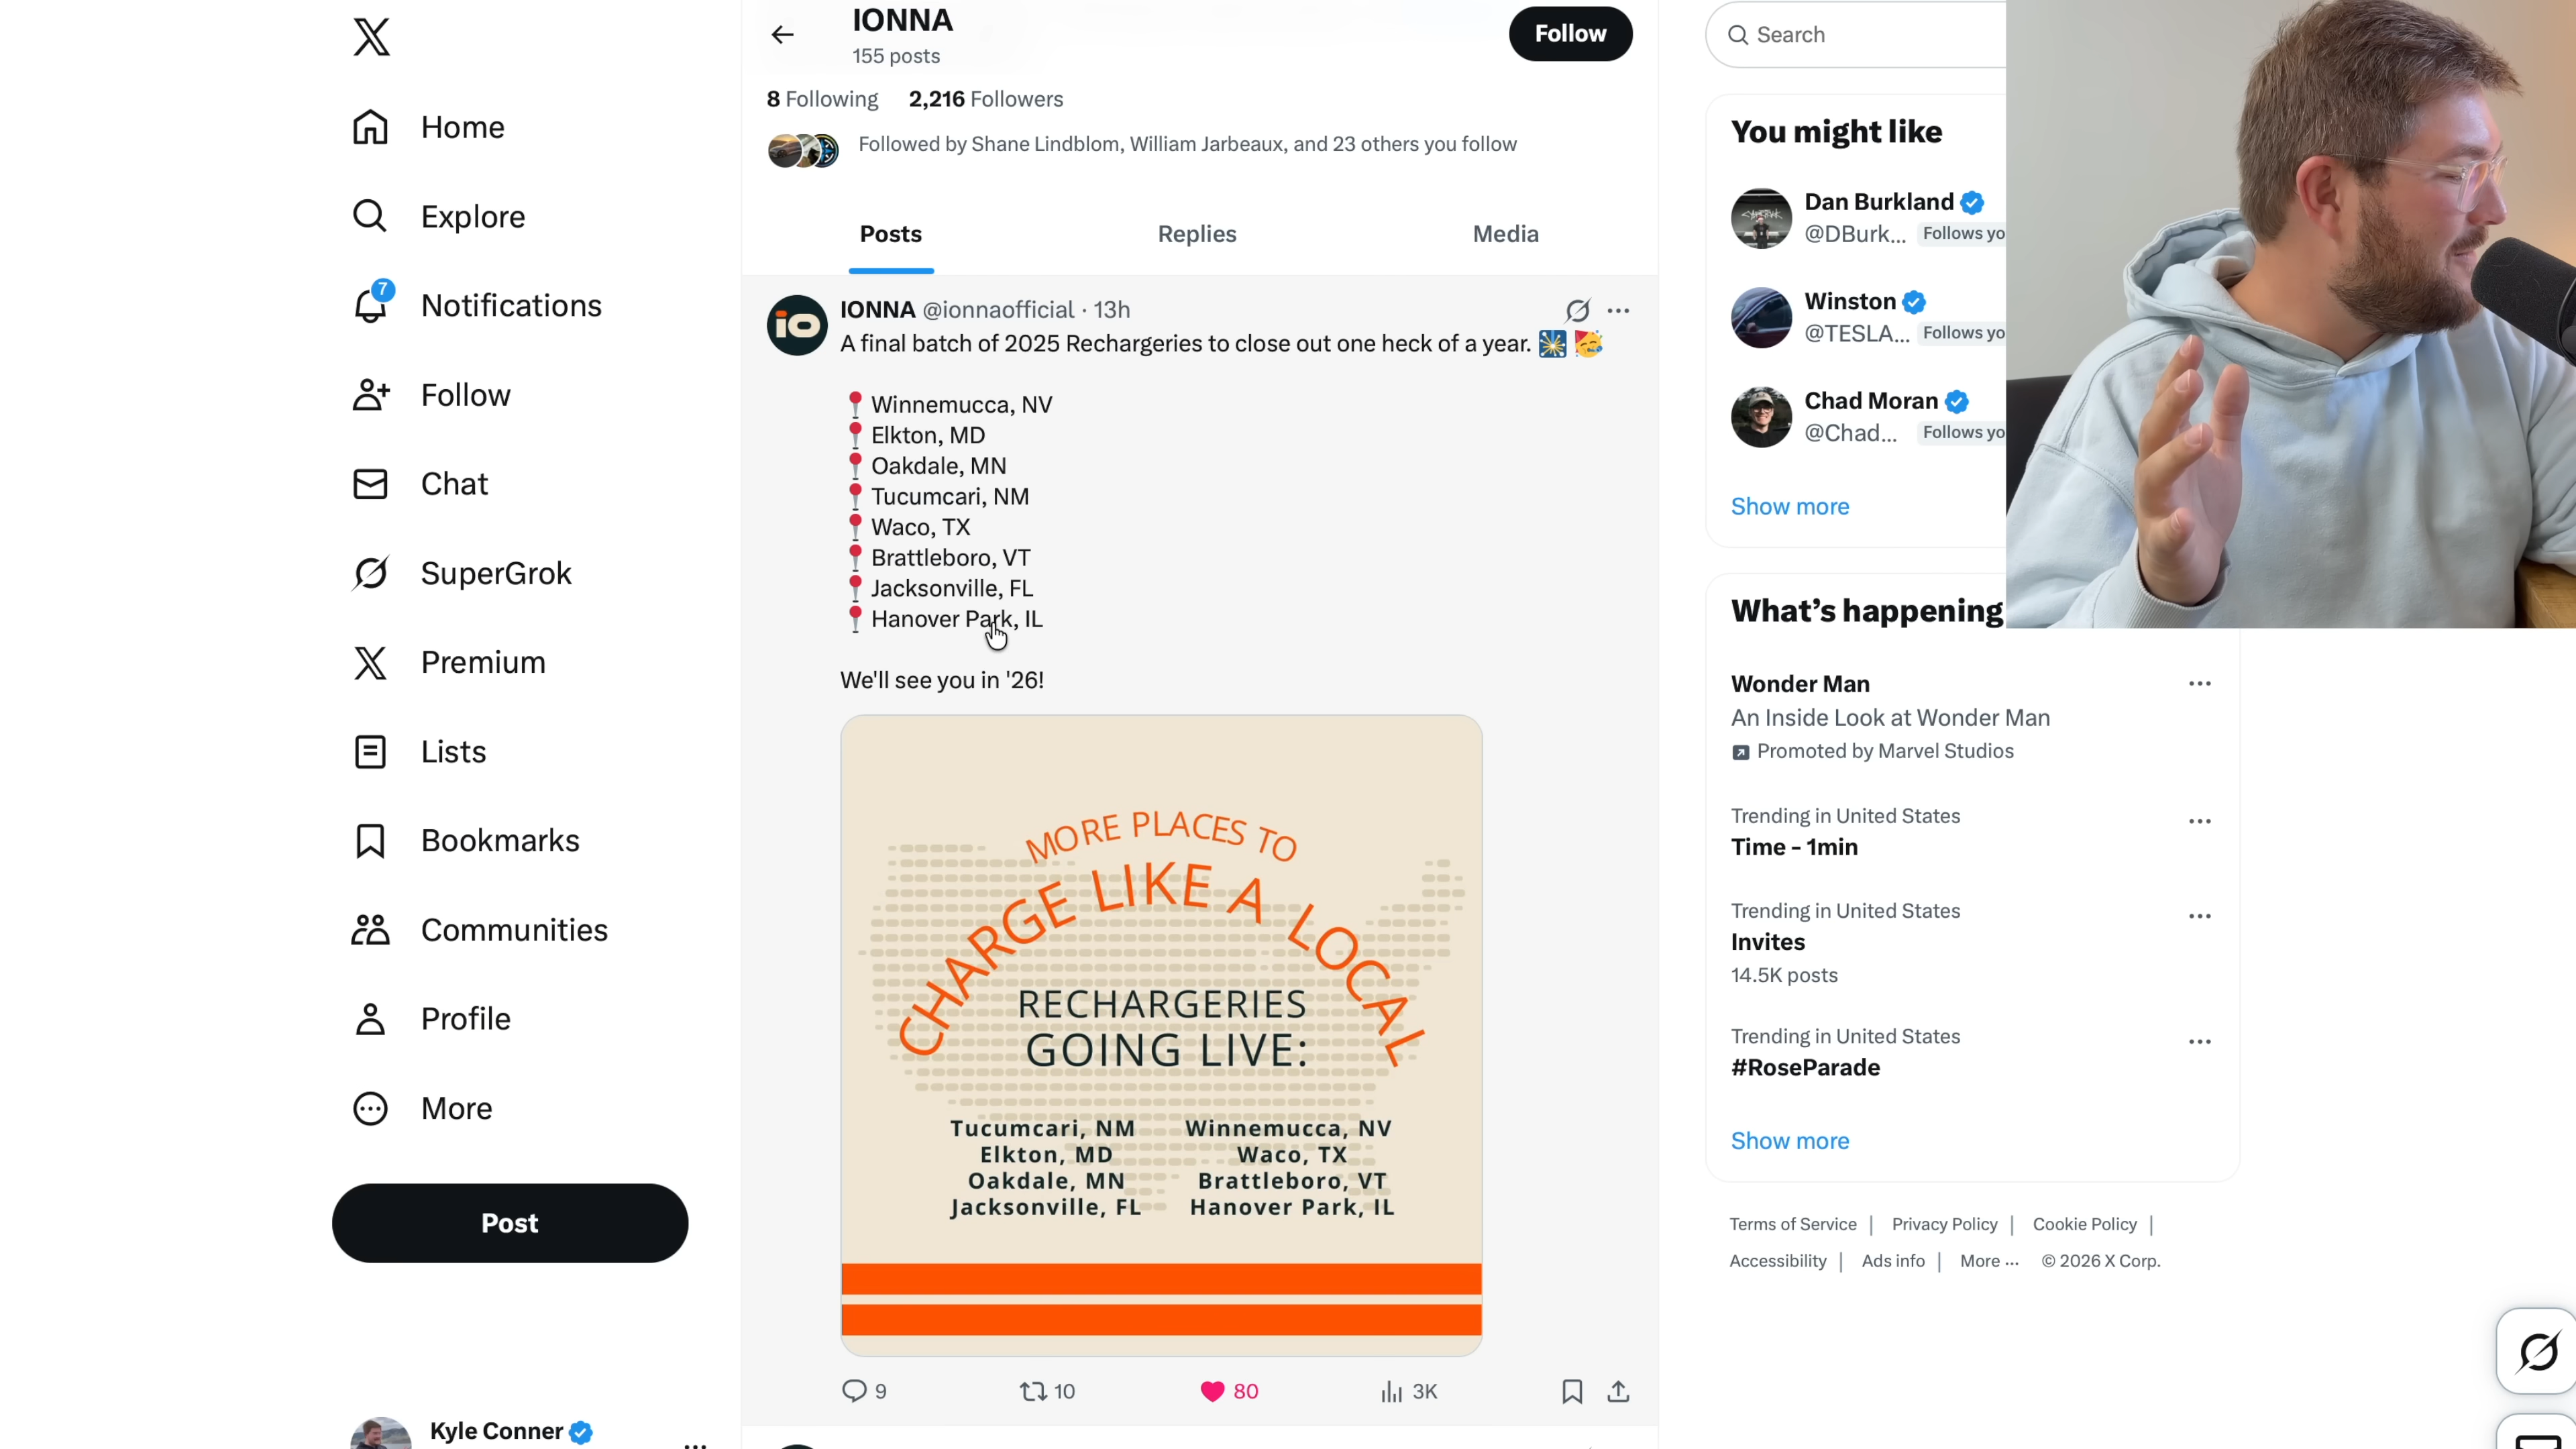 Home
Explore
7
Notifications
Follow
Chat
SuperGrok
Premium
Lists
Bookmarks
Communities
Profile
More
Post
Kyle Conner
IONNA
155 posts
Follow
8 Following 2,216 Followers
Followed by Shane Lindblom, William Jarbeaux, and 23 others you follow
Posts Replies Media
io
IONNA @ionnaofficial · 13h
A final batch of 2025 Rechargeries to close out one heck of a year. 🎇 🥳
📍 Winnemucca, NV
📍 Elkton, MD
📍 Oakdale, MN
📍 Tucumcari, NM
📍 Waco, TX
📍 Brattleboro, VT
📍 Jacksonville, FL
📍 Hanover Park, IL
We'll see you in '26!
MORE PLACES TO
CHARGE LIKE A LOCAL
RECHARGERIES
GOING LIVE:
Tucumcari, NM Winnemucca, NV
Elkton, MD Waco, TX
Oakdale, MN Brattleboro, VT
Jacksonville, FL Hanover Park, IL
9 10 80 3K
Search
You might like
Dan Burkland
@DBurk... Follows yo
Winston
@TESLA... Follows yo
Chad Moran
@Chad... Follows yo
Show more
What's happening
Wonder Man
An Inside Look at Wonder Man
Promoted by Marvel Studios
Trending in United States
Time - 1min
Trending in United States
Invites
14.5K posts
Trending in United States
#RoseParade
Show more
Terms of Service | Privacy Policy | Cookie Policy |
Accessibility | Ads info | More ··· © 2026 X Corp.